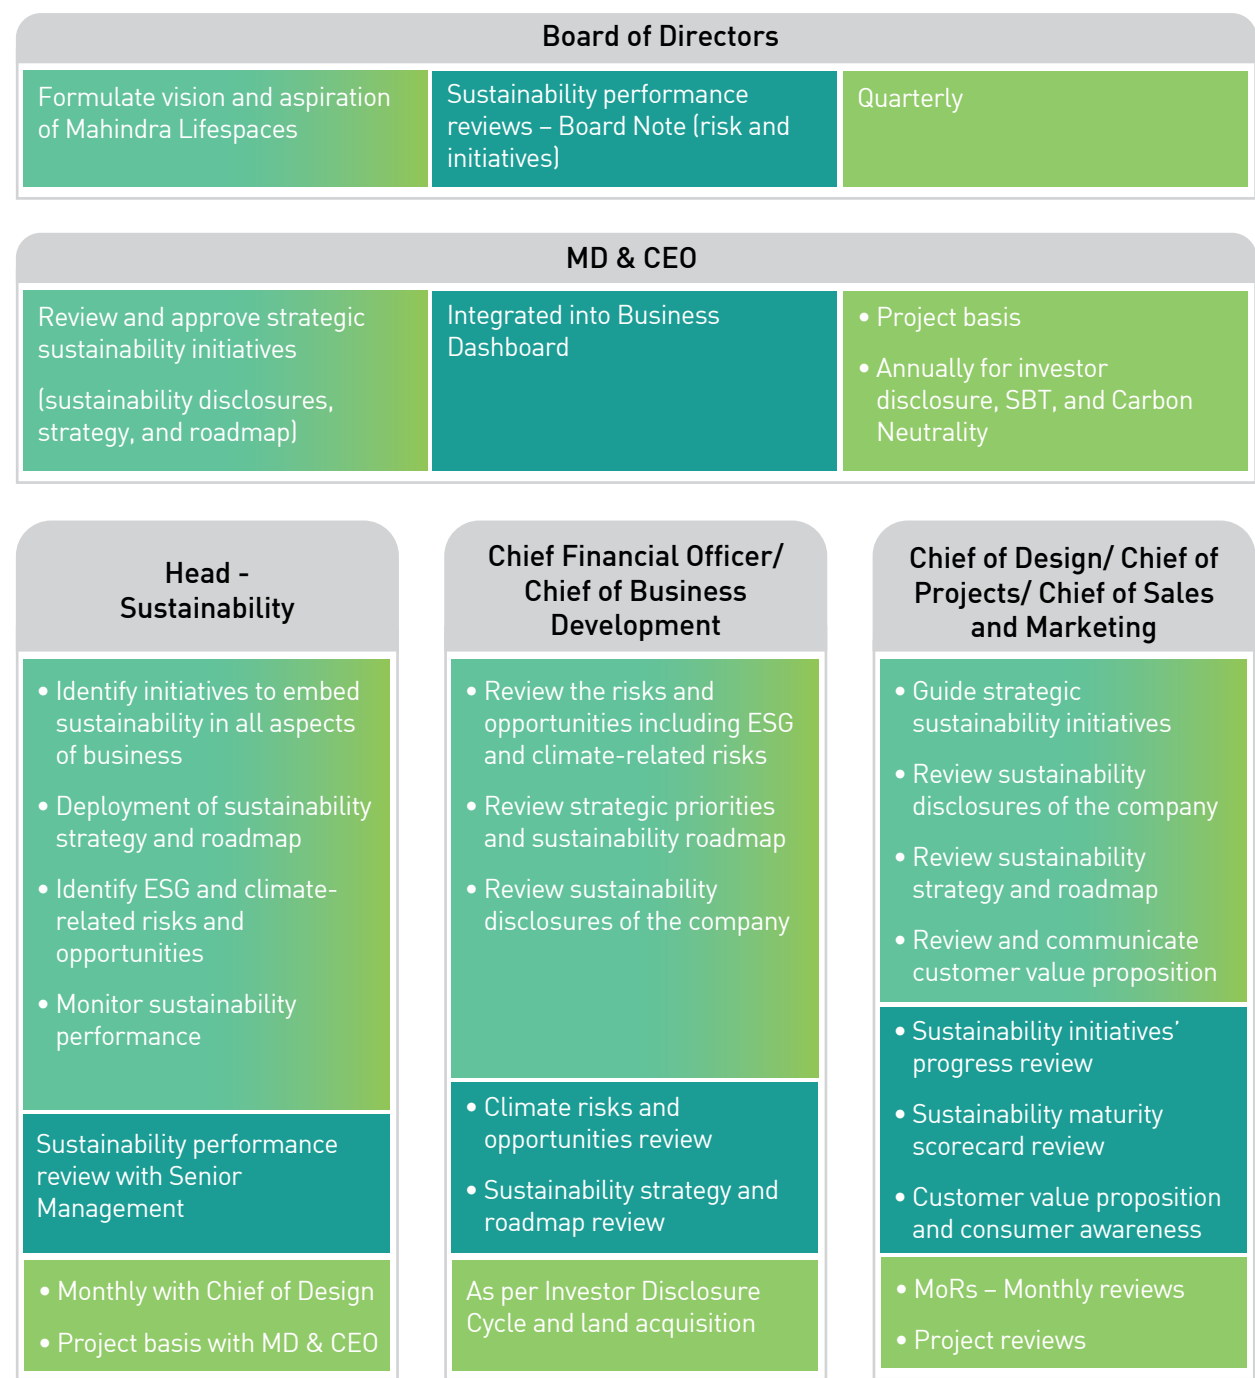 Board of Directors
Formulate vision and aspiration
of Mahindra Lifespaces
Sustainability performance
reviews – Board Note (risk and
initiatives)
Quarterly
MD & CEO
Review and approve strategic
sustainability initiatives
(sustainability disclosures,
strategy, and roadmap)
Integrated into Business
Dashboard
• Project basis
• Annually for investor
disclosure, SBT, and Carbon
Neutrality
Head -
Sustainability
• Identify initiatives to embed
sustainability in all aspects
of business
• Deployment of sustainability
strategy and roadmap
• Identify ESG and climate-
related risks and
opportunities
• Monitor sustainability
performance
Sustainability performance
review with Senior
Management
• Monthly with Chief of Design
• Project basis with MD & CEO
Chief Financial Officer/
Chief of Business
Development
• Review the risks and
opportunities including ESG
and climate-related risks
• Review strategic priorities
and sustainability roadmap
• Review sustainability
disclosures of the company
• Climate risks and
opportunities review
• Sustainability strategy and
roadmap review
As per Investor Disclosure
Cycle and land acquisition
Chief of Design/ Chief of
Projects/ Chief of Sales
and Marketing
• Guide strategic
sustainability initiatives
• Review sustainability
disclosures of the company
• Review sustainability
strategy and roadmap
• Review and communicate
customer value proposition
• Sustainability initiatives’
progress review
• Sustainability maturity
scorecard review
• Customer value proposition
and consumer awareness
• MoRs – Monthly reviews
• Project reviews